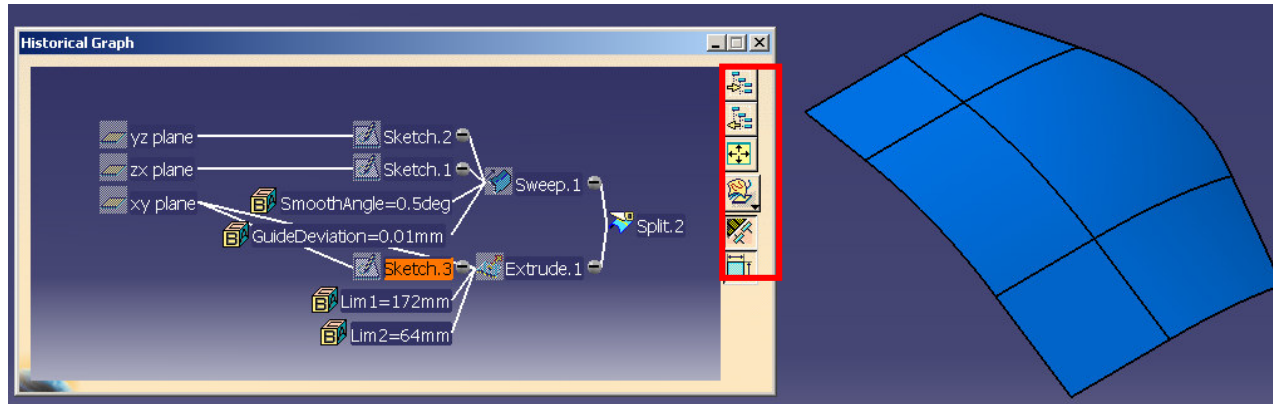 Historical Graph
yz plane Sketch.2
zx plane Sketch.1
Sweep.1
xy plane SmoothAngle=0.5deg
Split.2
GuideDeviation=0.01mm
Sketch.3 Extrude.1
Lim1=172mm
Lim2=64mm